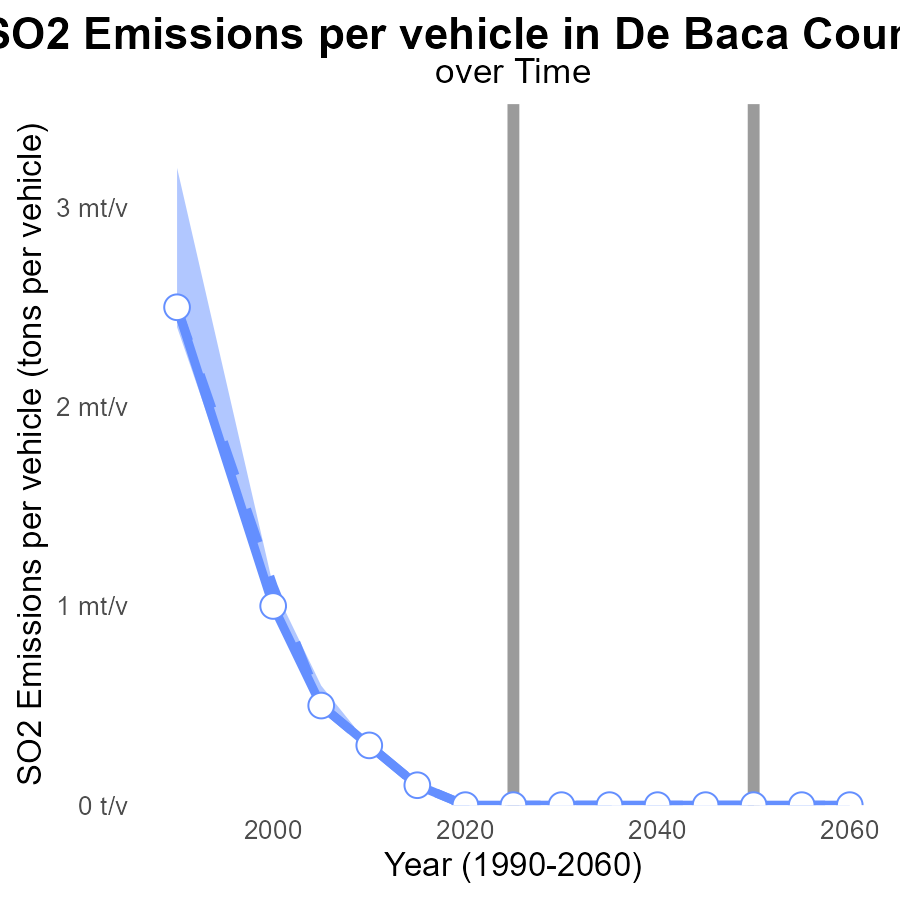 SO2 Emissions per vehicle in De Baca Coun
over Time
SO2 Emissions per vehicle (tons per vehicle)
3 mt/v
2 mt/v
1 mt/v
0 t/v
2000 2020 2040 2060
Year (1990-2060)